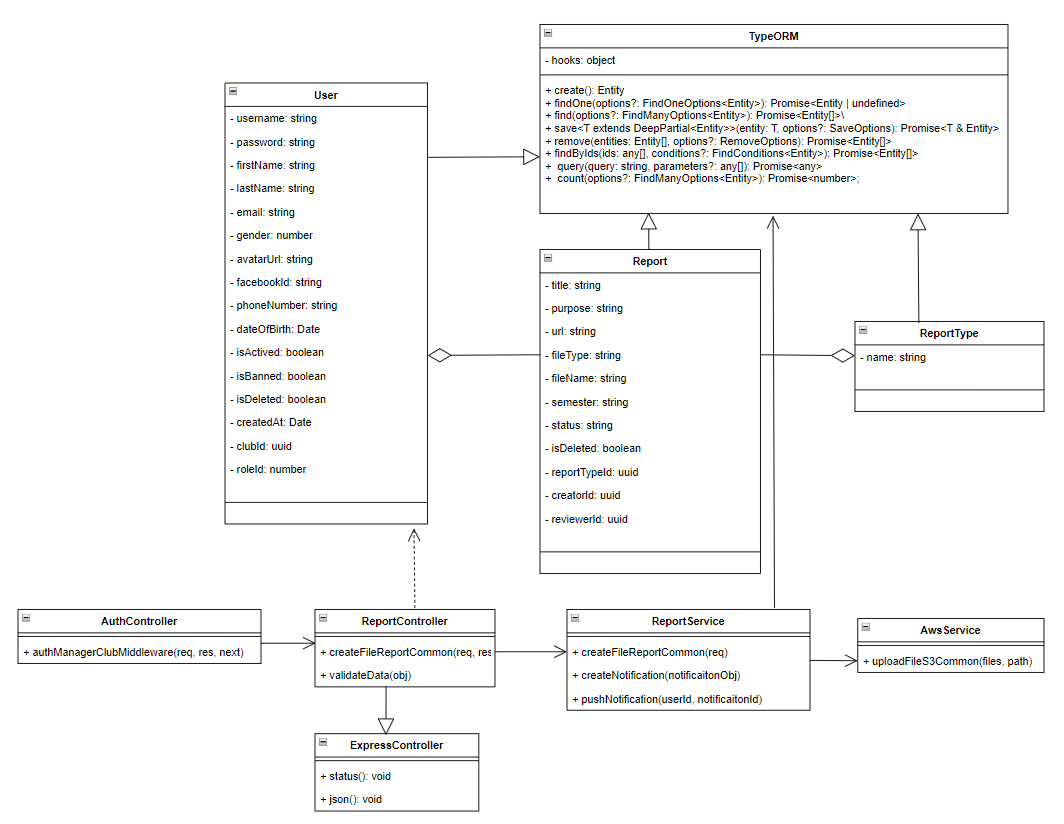 TypeORM
- hooks: object
+ create(): Entity
+ findOne(options?: FindOneOptions<Entity>): Promise<Entity | undefined>
+ find(options?: FindManyOptions<Entity>): Promise<Entity[]>\
+ save<T extends DeepPartial<Entity>>(entity: T, options?: SaveOptions): Promise<T & Entity>
+ remove(entities: Entity[], options?: RemoveOptions): Promise<Entity[]>
+ findByIds(ids: any[], conditions?: FindConditions<Entity>): Promise<Entity[]>
+ query(query: string, parameters?: any[]): Promise<any>
+ count(options?: FindManyOptions<Entity>): Promise<number>;
User
- username: string
- password: string
- firstName: string
- lastName: string
- email: string
- gender: number
- avatarUrl: string
- facebookId: string
- phoneNumber: string
- dateOfBirth: Date
- isActived: boolean
- isBanned: boolean
- isDeleted: boolean
- createdAt: Date
- clubId: uuid
- roleId: number
Report
- title: string
- purpose: string
- url: string
- fileType: string
- fileName: string
- semester: string
- status: string
- isDeleted: boolean
- reportTypeId: uuid
- creatorId: uuid
- reviewerId: uuid
ReportType
- name: string
AuthController
+ authManagerClubMiddleware(req, res, next)
ReportController
+ createFileReportCommon(req, res
+ validateData(obj)
ReportService
+ createFileReportCommon(req)
+ createNotification(notificaitonObj)
+ pushNotification(userId, notificaitonId)
AwsService
+ uploadFileS3Common(files, path)
ExpressController
+ status(): void
+ json(): void